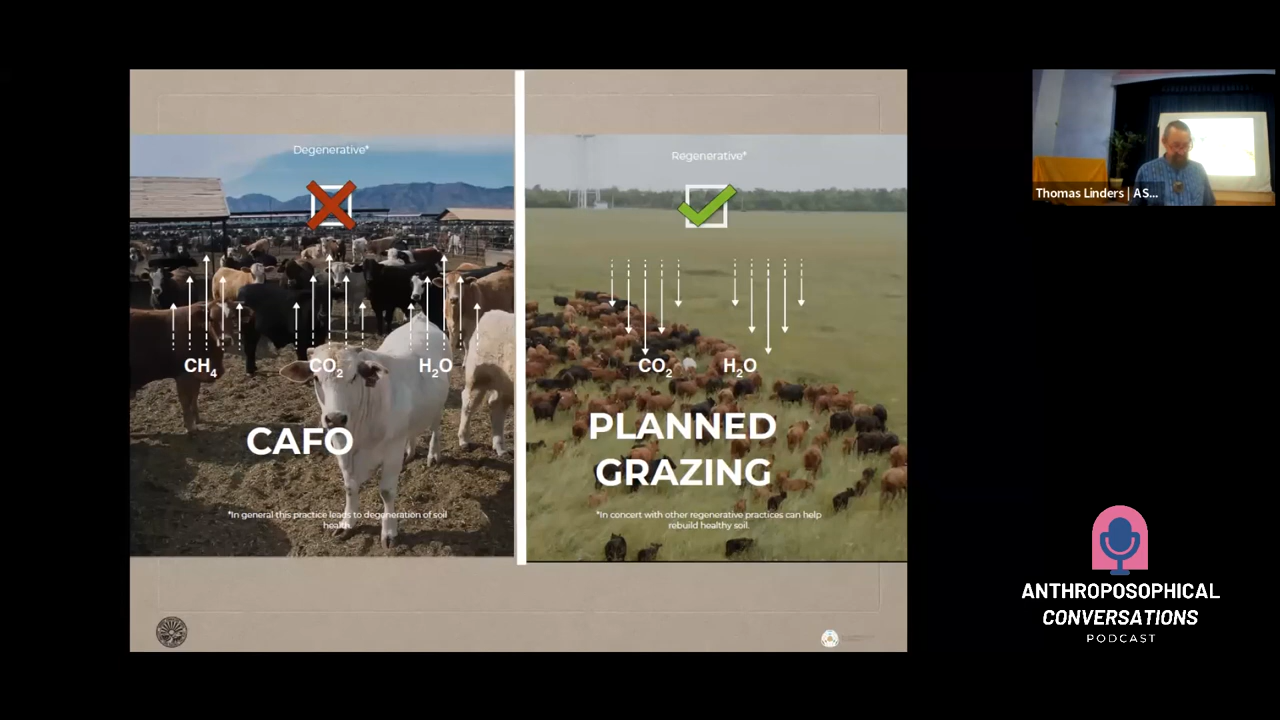 Degenerative*
CH4
CO2
H2O
CAFO
*In general this practice leads to degeneration of soil
health.
Regenerative*
CO2
H2O
PLANNED
GRAZING
*In concert with other regenerative practices can help
rebuild healthy soil.
Thomas Linders | AS...
ANTHROPOSOPHICAL
CONVERSATIONS
PODCAST